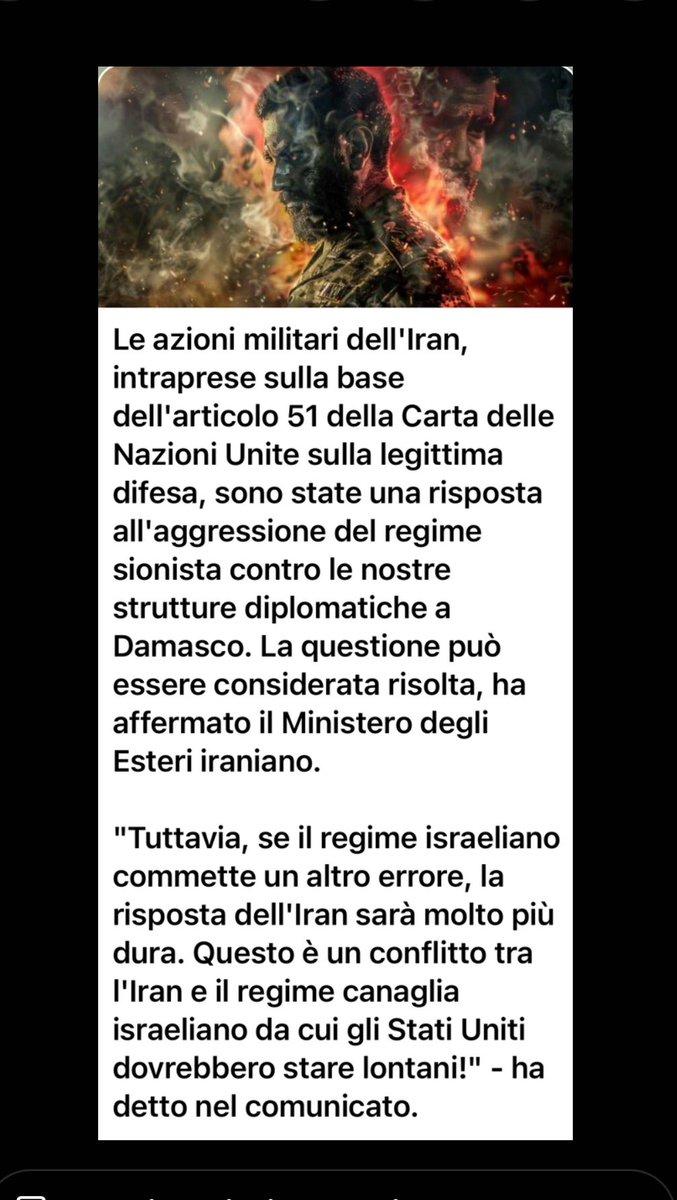 Le azioni militari dell'Iran,
intraprese sulla base
dell'articolo 51 della Carta delle
Nazioni Unite sulla legittima
difesa, sono state una risposta
all'aggressione del regime
sionista contro le nostre
strutture diplomatiche a
Damasco. La questione può
essere considerata risolta, ha
affermato il Ministero degli
Esteri iraniano.
"Tuttavia, se il regime israeliano
commette un altro errore, la
risposta dell'Iran sarà molto più
dura. Questo è un conflitto tra
l'Iran e il regime canaglia
israeliano da cui gli Stati Uniti
dovrebbero stare lontani!" - ha
detto nel comunicato.